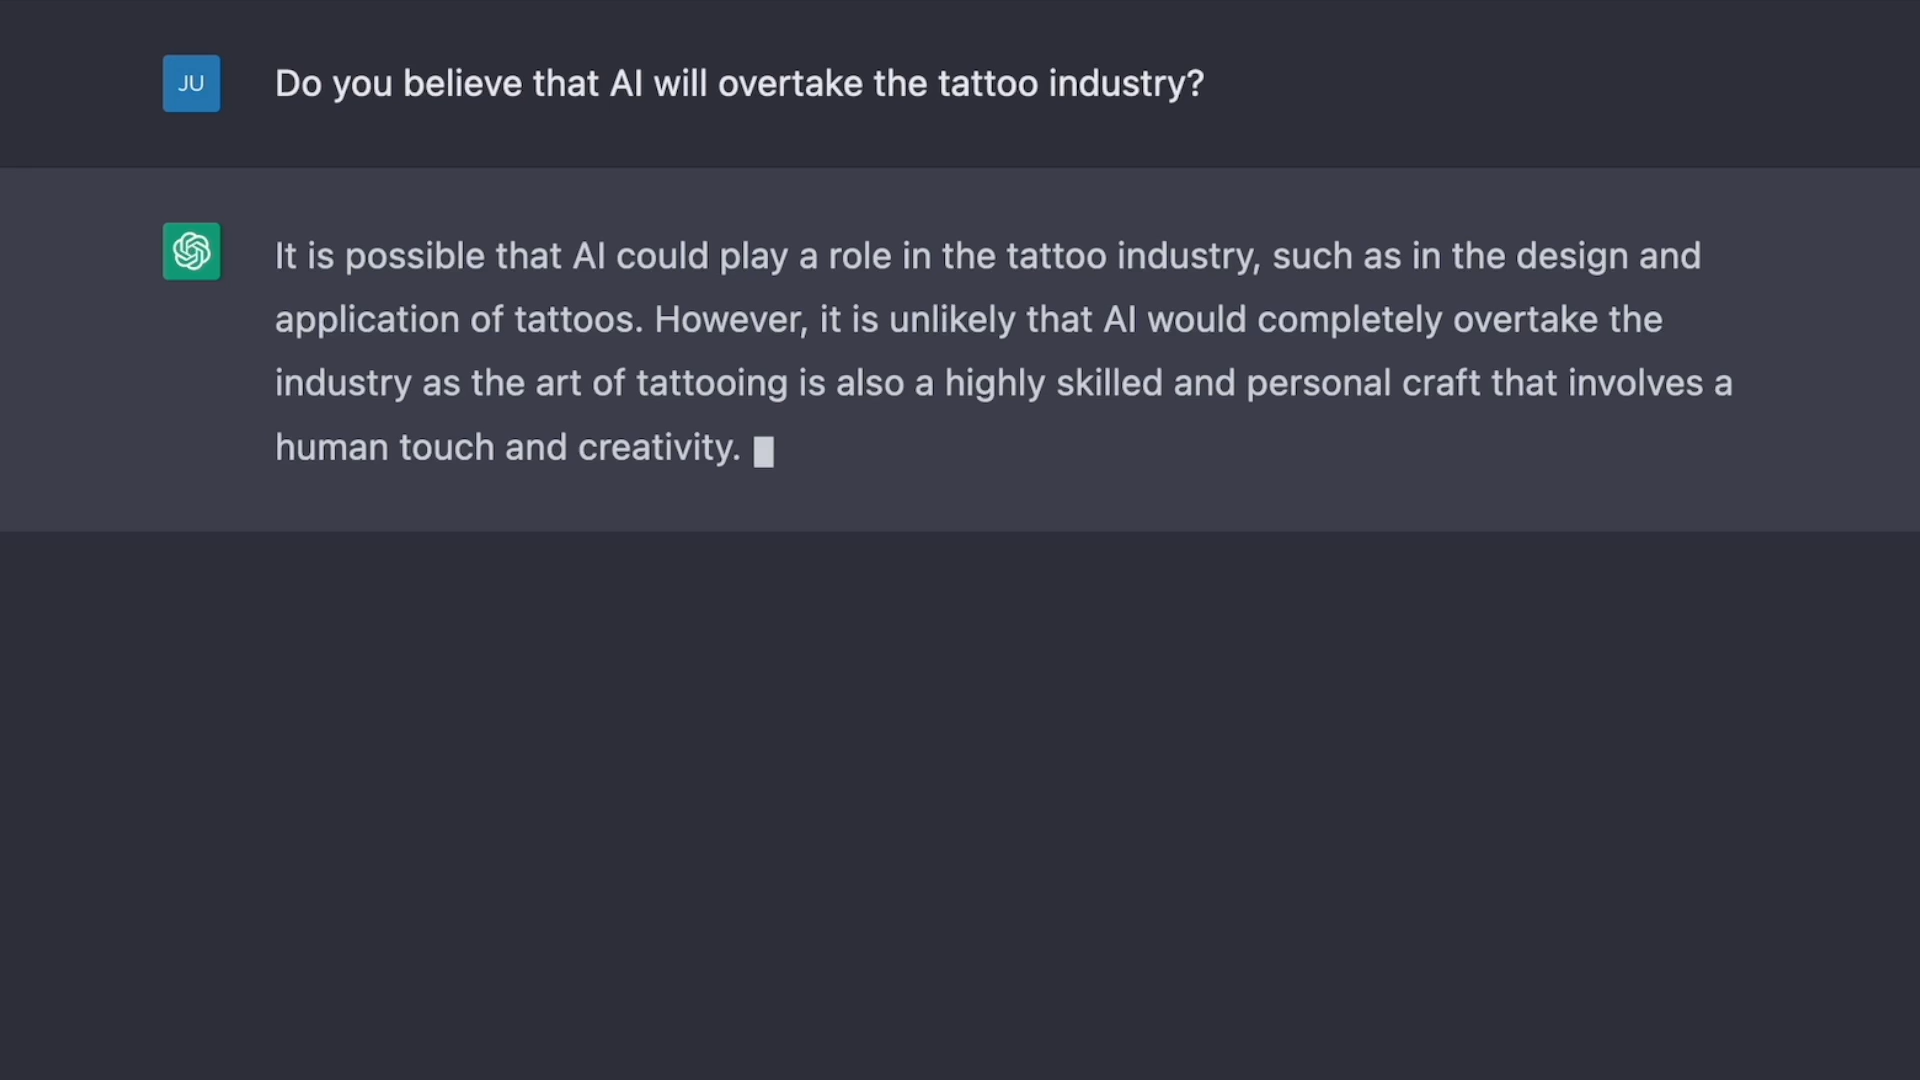 JU
Do you believe that AI will overtake the tattoo industry?
It is possible that AI could play a role in the tattoo industry, such as in the design and
application of tattoos. However, it is unlikely that AI would completely overtake the
industry as the art of tattooing is also a highly skilled and personal craft that involves a
human touch and creativity.